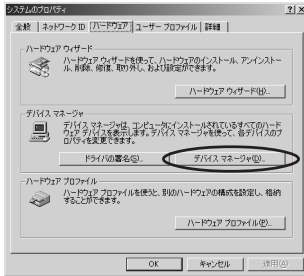 システムのプロパティ
全般 ネットワーク ID ハードウェア ユーザー プロファイル 詳細
ハードウェア ウィザード
ハードウェア ウィザードを使って、ハードウェアのインストール、アンインストー
ル、削除、修復、取り外し、および設定ができます。
ハードウェア ウィザード(H)...
デバイス マネージャ
デバイス マネージャは、コンピュータにインストールされているすべてのハード
ウェア デバイスを表示します。デバイス マネージャを使って、各デバイスのプ
ロパティを変更できます。
ドライバの署名(S)...
デバイス マネージャ(D)...
ハードウェア プロファイル
ハードウェア プロファイルを使うと、別のハードウェアの構成を設定し、格納
することができます。
ハードウェア プロファイル(P)...
OK
キャンセル
適用(A)